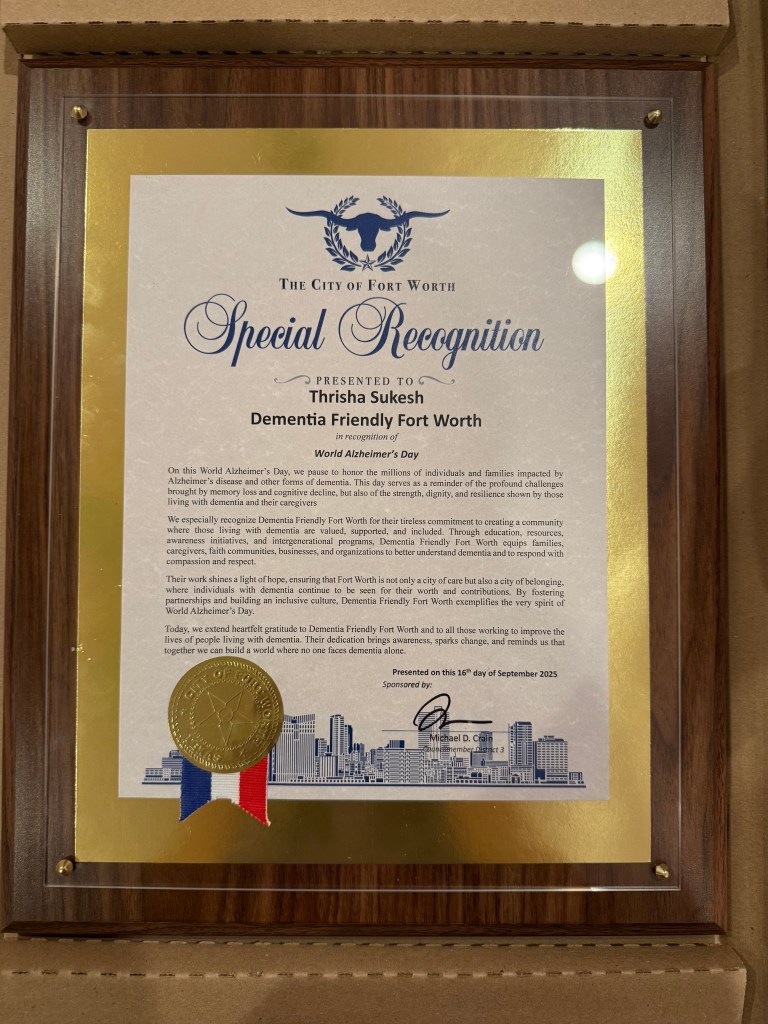 THE CITY OF FORT WORTH
Special Recognition
PRESENTED TO
Thrisha Sukesh
Dementia Friendly Fort Worth
in recognition of
World Alzheimer's Day
On this World Alzheimer's Day, we pause to honor the millions of individuals and families impacted by
Alzheimer's disease and other forms of dementia. This day serves as a reminder of the profound challenges
brought by memory loss and cognitive decline, but also of the strength, dignity, and resilience shown by those
living with dementia and their caregivers
We especially recognize Dementia Friendly Fort Worth for their tireless commitment to creating a community
where those living with dementia are valued, supported, and included. Through education, resources,
awareness initiatives, and intergenerational programs, Dementia Friendly Fort Worth equips families,
caregivers, faith communities, businesses, and organizations to better understand dementia and to respond with
compassion and respect.
Their work shines a light of hope, ensuring that Fort Worth is not only a city of care but also a city of belonging,
where individuals with dementia continue to be seen for their worth and contributions. By fostering
partnerships and building an inclusive culture, Dementia Friendly Fort Worth exemplifies the very spirit of
World Alzheimer's Day.
Today, we extend heartfelt gratitude to Dementia Friendly Fort Worth and to all those working to improve the
lives of people living with dementia. Their dedication brings awareness, sparks change, and reminds us that
together we can build a world where no one faces dementia alone.
Presented on this 16th day of September 2025
Sponsored by:
Michael D. Crain
Councilmember District 3
CITY OF FORT WORTH
TEXAS